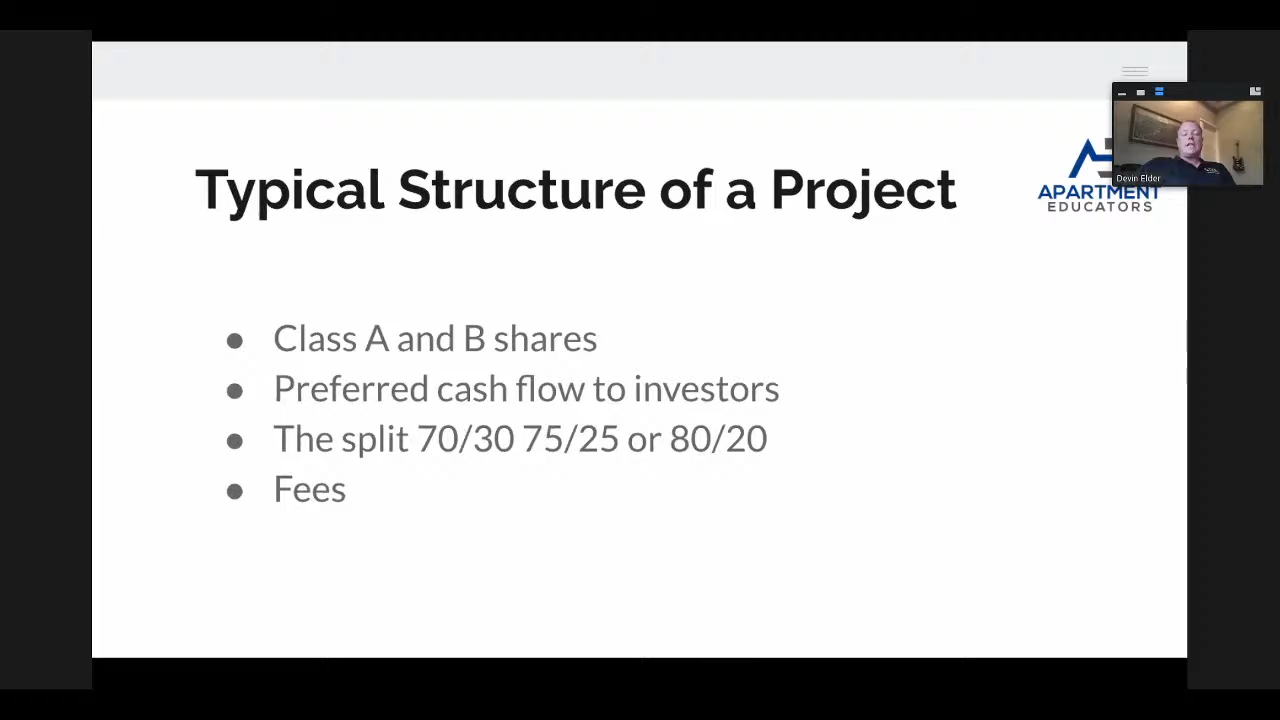 Typical Structure of a Project
Devin Elder
APARTMENT
EDUCATORS
● Class A and B shares
● Preferred cash flow to investors
● The split 70/30 75/25 or 80/20
● Fees